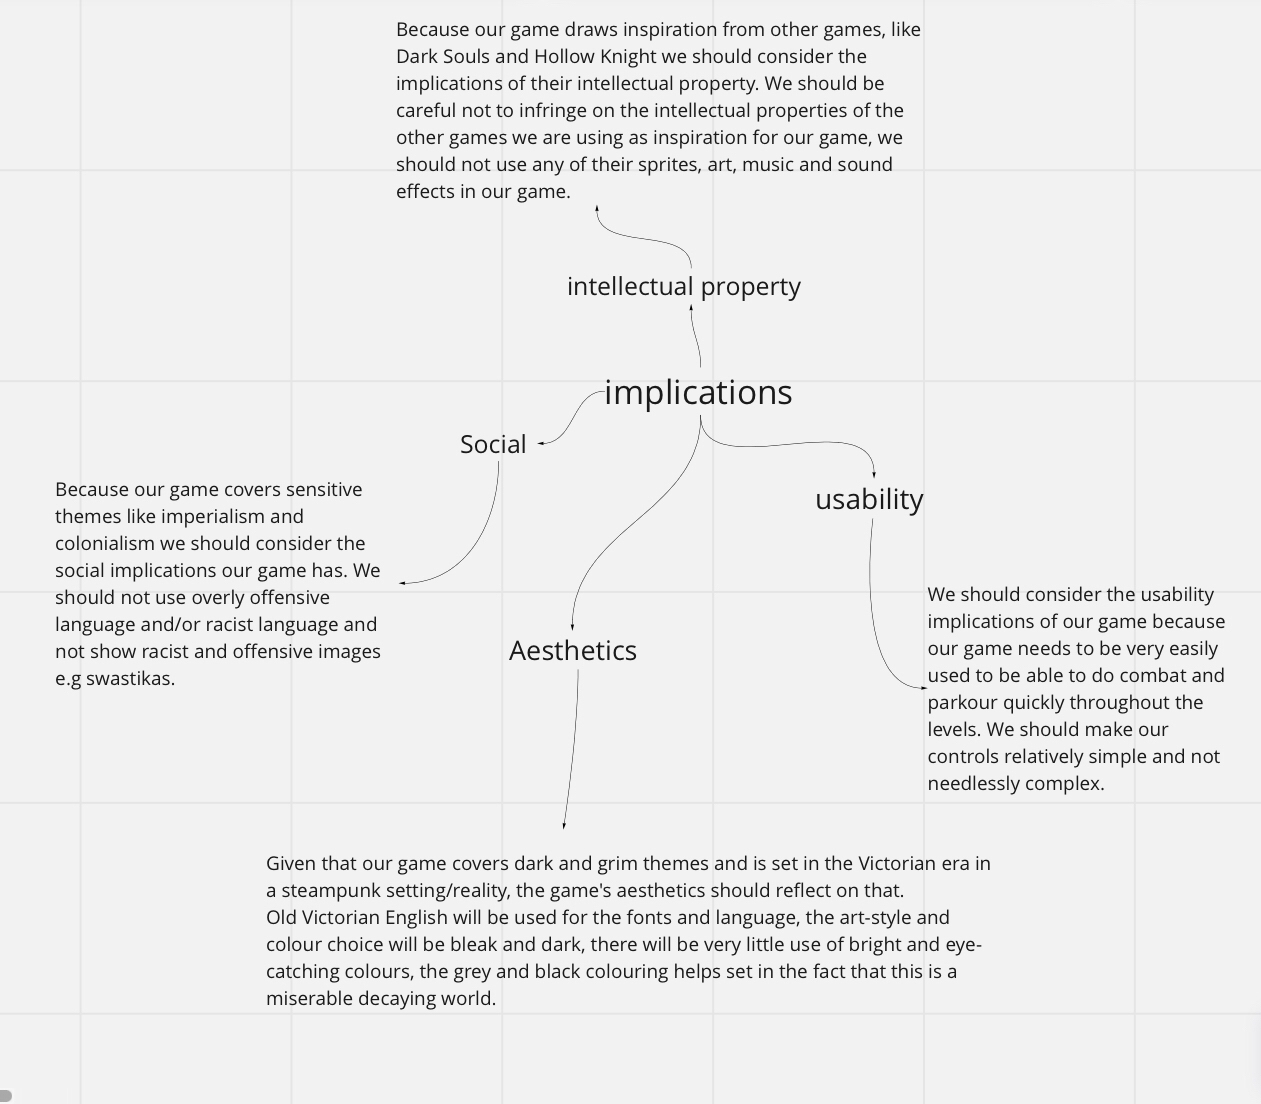 Because our game draws inspiration from other games, like
Dark Souls and Hollow Knight we should consider the
implications of their intellectual property. We should be
careful not to infringe on the intellectual properties of the
other games we are using as inspiration for our game, we
should not use any of their sprites, art, music and sound
effects in our game.
intellectual property
implications
Social
Because our game covers sensitive
themes like imperialism and
colonialism we should consider the
social implications our game has. We
should not use overly offensive
language and/or racist language and
not show racist and offensive images
e.g swastikas.
usability
We should consider the usability
implications of our game because
our game needs to be very easily
used to be able to do combat and
parkour quickly throughout the
levels. We should make our
controls relatively simple and not
needlessly complex.
Aesthetics
Given that our game covers dark and grim themes and is set in the Victorian era in
a steampunk setting/reality, the game's aesthetics should reflect on that.
Old Victorian English will be used for the fonts and language, the art-style and
colour choice will be bleak and dark, there will be very little use of bright and eye-
catching colours, the grey and black colouring helps set in the fact that this is a
miserable decaying world.